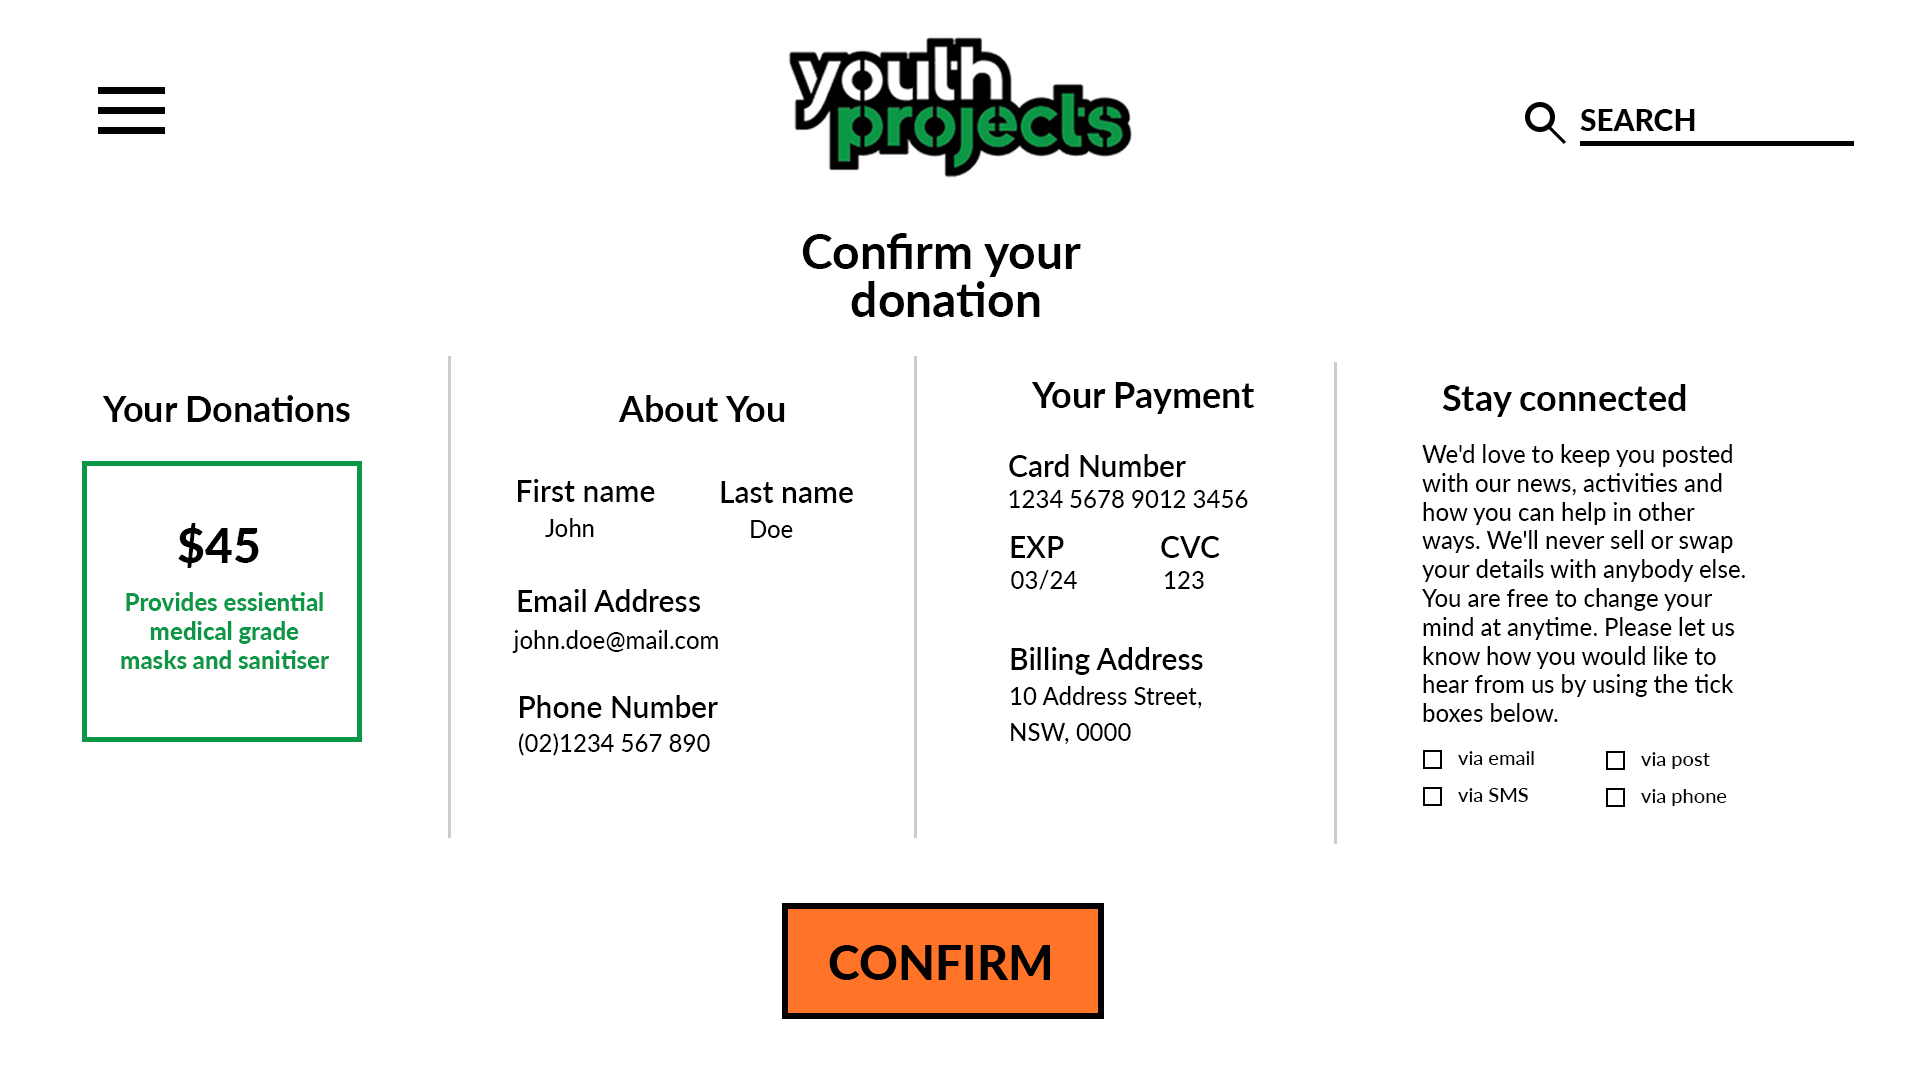 youth
projects
SEARCH
Confirm your
donation
Your Donations
$45
Provides essiential
medical grade
masks and sanitiser
About You
First name
Last name
John
Doe
Email Address
john.doe@mail.com
Phone Number
(02)1234 567 890
Your Payment
Card Number
1234 5678 9012 3456
EXP
CVC
03/24
123
Billing Address
10 Address Street,
NSW, 0000
Stay connected
We'd love to keep you posted
with our news, activities and
how you can help in other
ways. We'll never sell or swap
your details with anybody else.
You are free to change your
mind at anytime. Please let us
know how you would like to
hear from us by using the tick
boxes below.
via email
via post
via SMS
via phone
CONFIRM